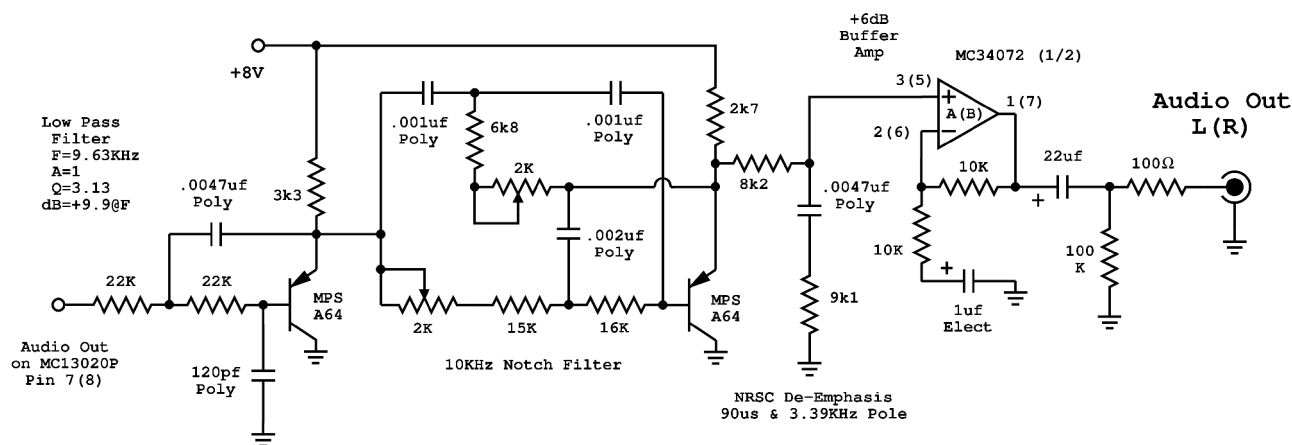 +6dB
Buffer
Amp
MC34072 (1/2)
+8V
Audio Out
L(R)
Low Pass
Filter
F=9.63KHz
A=1
Q=3.13
dB=+9.9@F
.0047uf
Poly
3k3
.001uf
Poly
6k8
.001uf
Poly
2k7
2K
8k2
.0047uf
Poly
3(5)
+
A(B)
1(7)
2(6)
−
10K
22uf
+
100Ω
.002uf
Poly
10K
+
1uf
Elect
100
K
22K
22K
MPS
A64
2K
15K
16K
MPS
A64
9k1
Audio Out
on MC13020P
Pin 7(8)
120pf
Poly
10KHz Notch Filter
NRSC De-Emphasis
90us & 3.39KHz Pole